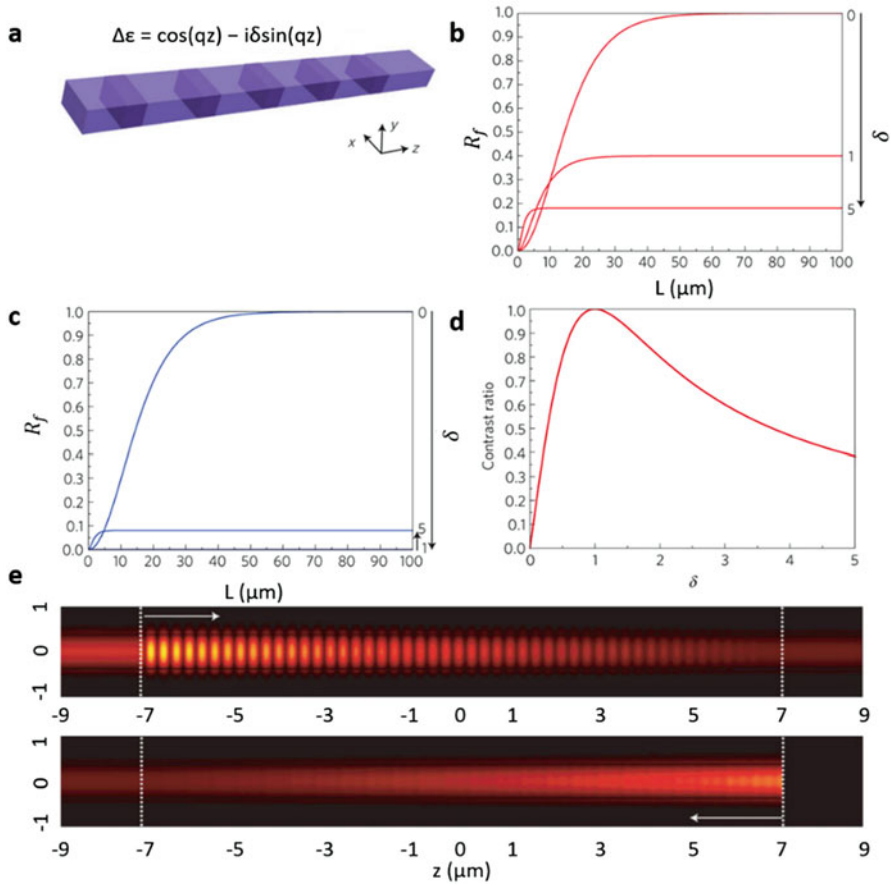 a
Δε = cos(qz) − iδsin(qz)
x
y
z
b
1.0
0.9
0.8
0.7
0.6
0.5
0.4
0.3
0.2
0.1
0.0
R_f
0 10 20 30 40 50 60 70 80 90 100
L (μm)
0
1
5
δ
c
1.0
0.9
0.8
0.7
0.6
0.5
0.4
0.3
0.2
0.1
0.0
R_f
0 10 20 30 40 50 60 70 80 90 100
L (μm)
0
5
1
δ
d
1.0
0.9
0.8
0.7
0.6
0.5
0.4
0.3
0.2
0.1
0.0
Contrast ratio
0 1 2 3 4 5
δ
e
1
0
-1
-9 -7 -5 -3 -1 0 1 3 5 7 9
1
0
-1
-9 -7 -5 -3 -1 0 1 3 5 7 9
z (μm)